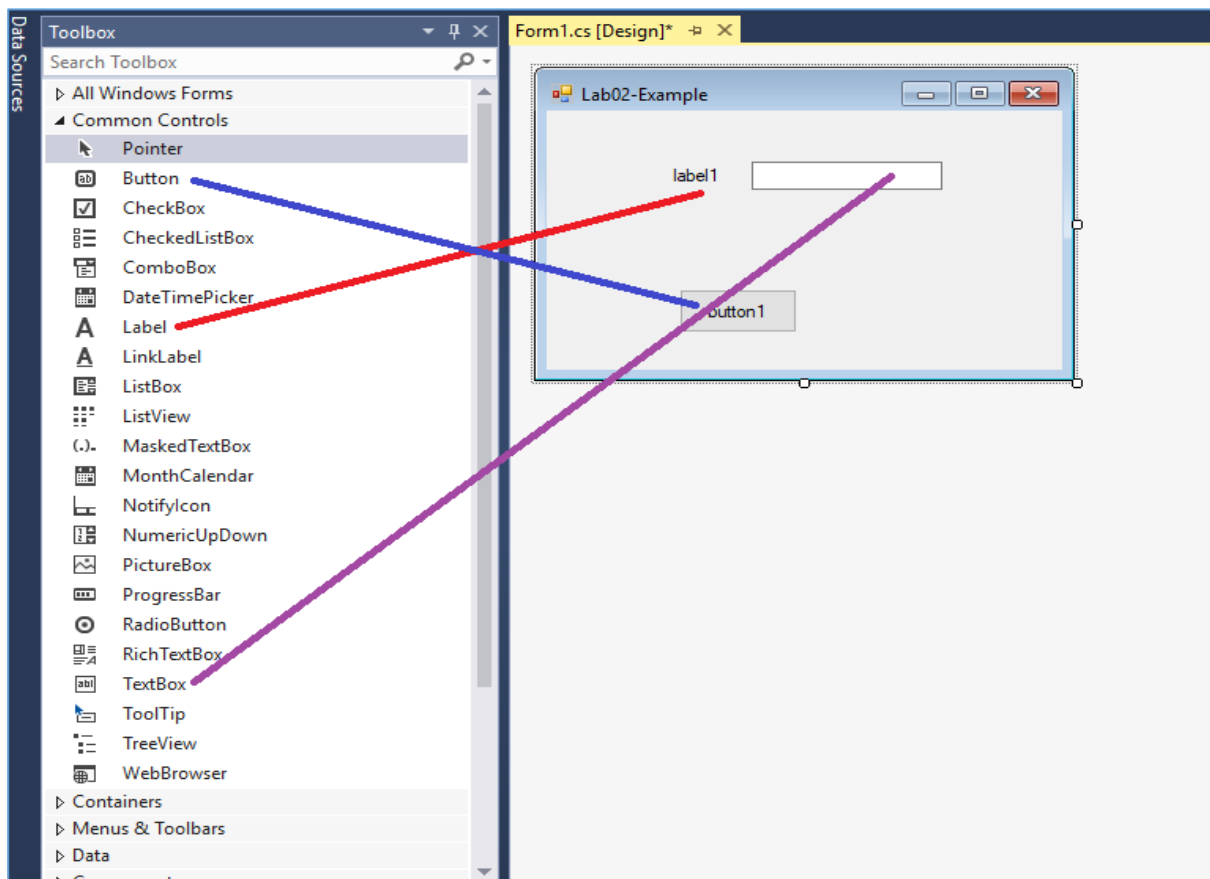 Data Sources
Toolbox
Search Toolbox
All Windows Forms
Common Controls
Pointer
Button
CheckBox
CheckedListBox
ComboBox
DateTimePicker
Label
LinkLabel
ListBox
ListView
MaskedTextBox
MonthCalendar
NotifyIcon
NumericUpDown
PictureBox
ProgressBar
RadioButton
RichTextBox
TextBox
ToolTip
TreeView
WebBrowser
Containers
Menus & Toolbars
Data
Form1.cs [Design]*
Lab02-Example
label1
button1